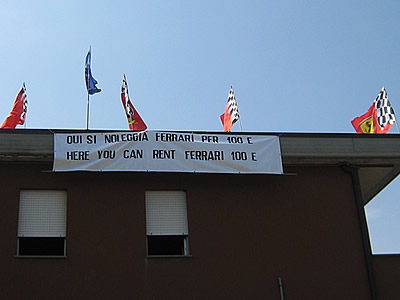 QUI SI NOLEGGIA FERRARI PER 100 E
HERE YOU CAN RENT FERRARI 100 E